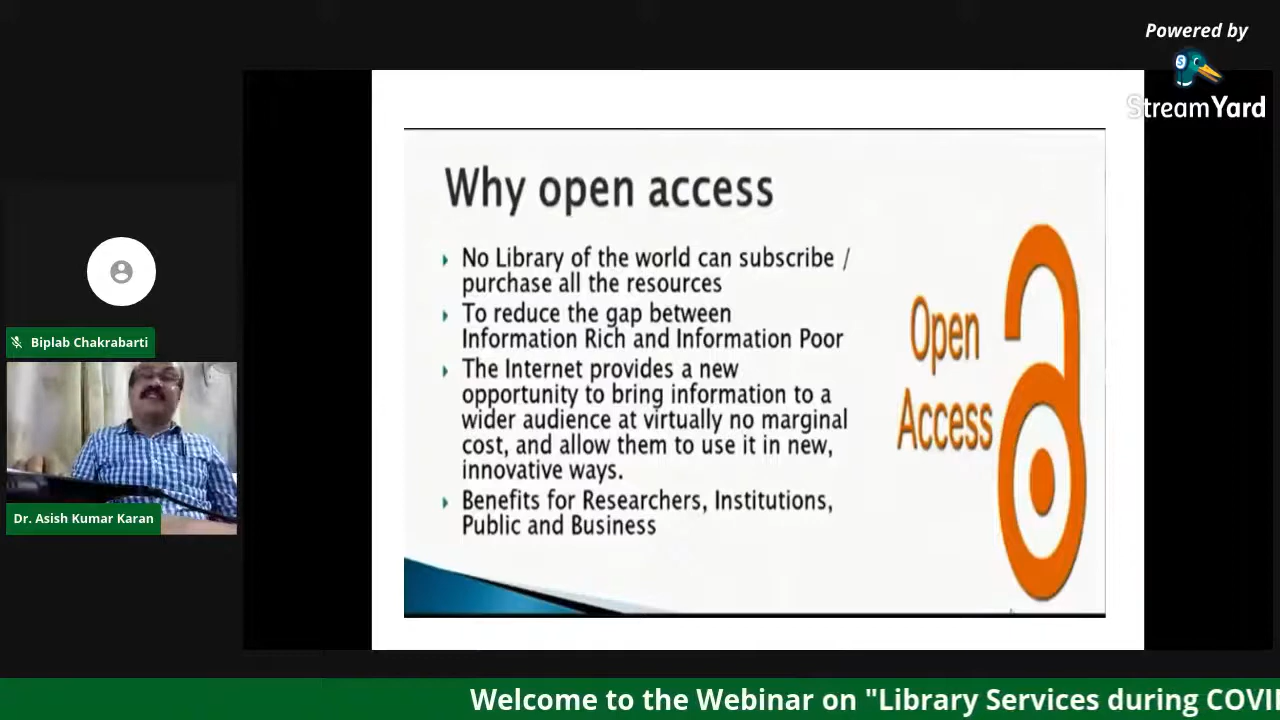 Powered by
StreamYard
Why open access
No Library of the world can subscribe /
purchase all the resources
To reduce the gap between
Information Rich and Information Poor
The Internet provides a new
opportunity to bring information to a
wider audience at virtually no marginal
cost, and allow them to use it in new,
innovative ways.
Benefits for Researchers, Institutions,
Public and Business
Open
Access
Biplab Chakrabarti
Dr. Asish Kumar Karan
Welcome to the Webinar on "Library Services during COVI